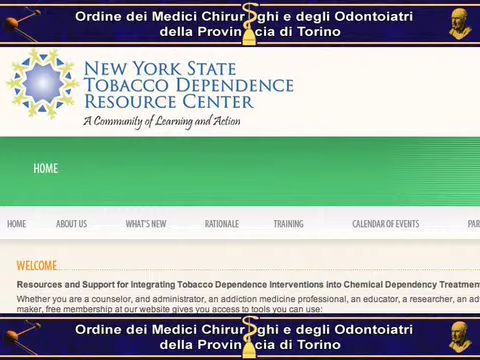 Ordine dei Medici Chirurghi e degli Odontoiatri
della Provincia di Torino
NEW YORK STATE
TOBACCO DEPENDENCE
RESOURCE CENTER
A Community of Learning and Action
HOME
HOME ABOUT US WHAT'S NEW RATIONALE TRAINING CALENDAR OF EVENTS
WELCOME
Resources and Support for Integrating Tobacco Dependence Interventions into Chemical Dependency
Whether you are a counselor, and administrator, an addiction medicine professional, an educator, a researcher, an
maker, free membership at our website gives you access to tools you can use:
Ordine dei Medici Chirurghi e degli Odontoiatri
della Provincia di Torino